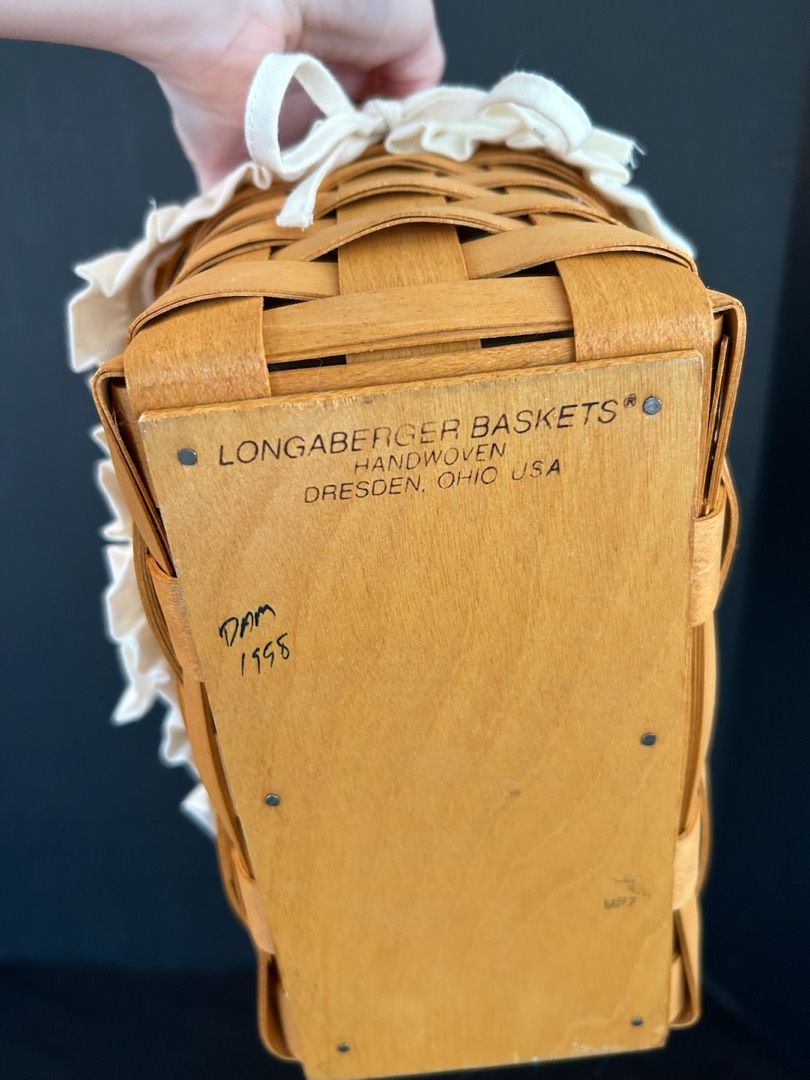 LONGABERGER BASKETS®
HANDWOVEN
DRESDEN, OHIO USA
DAM
1998